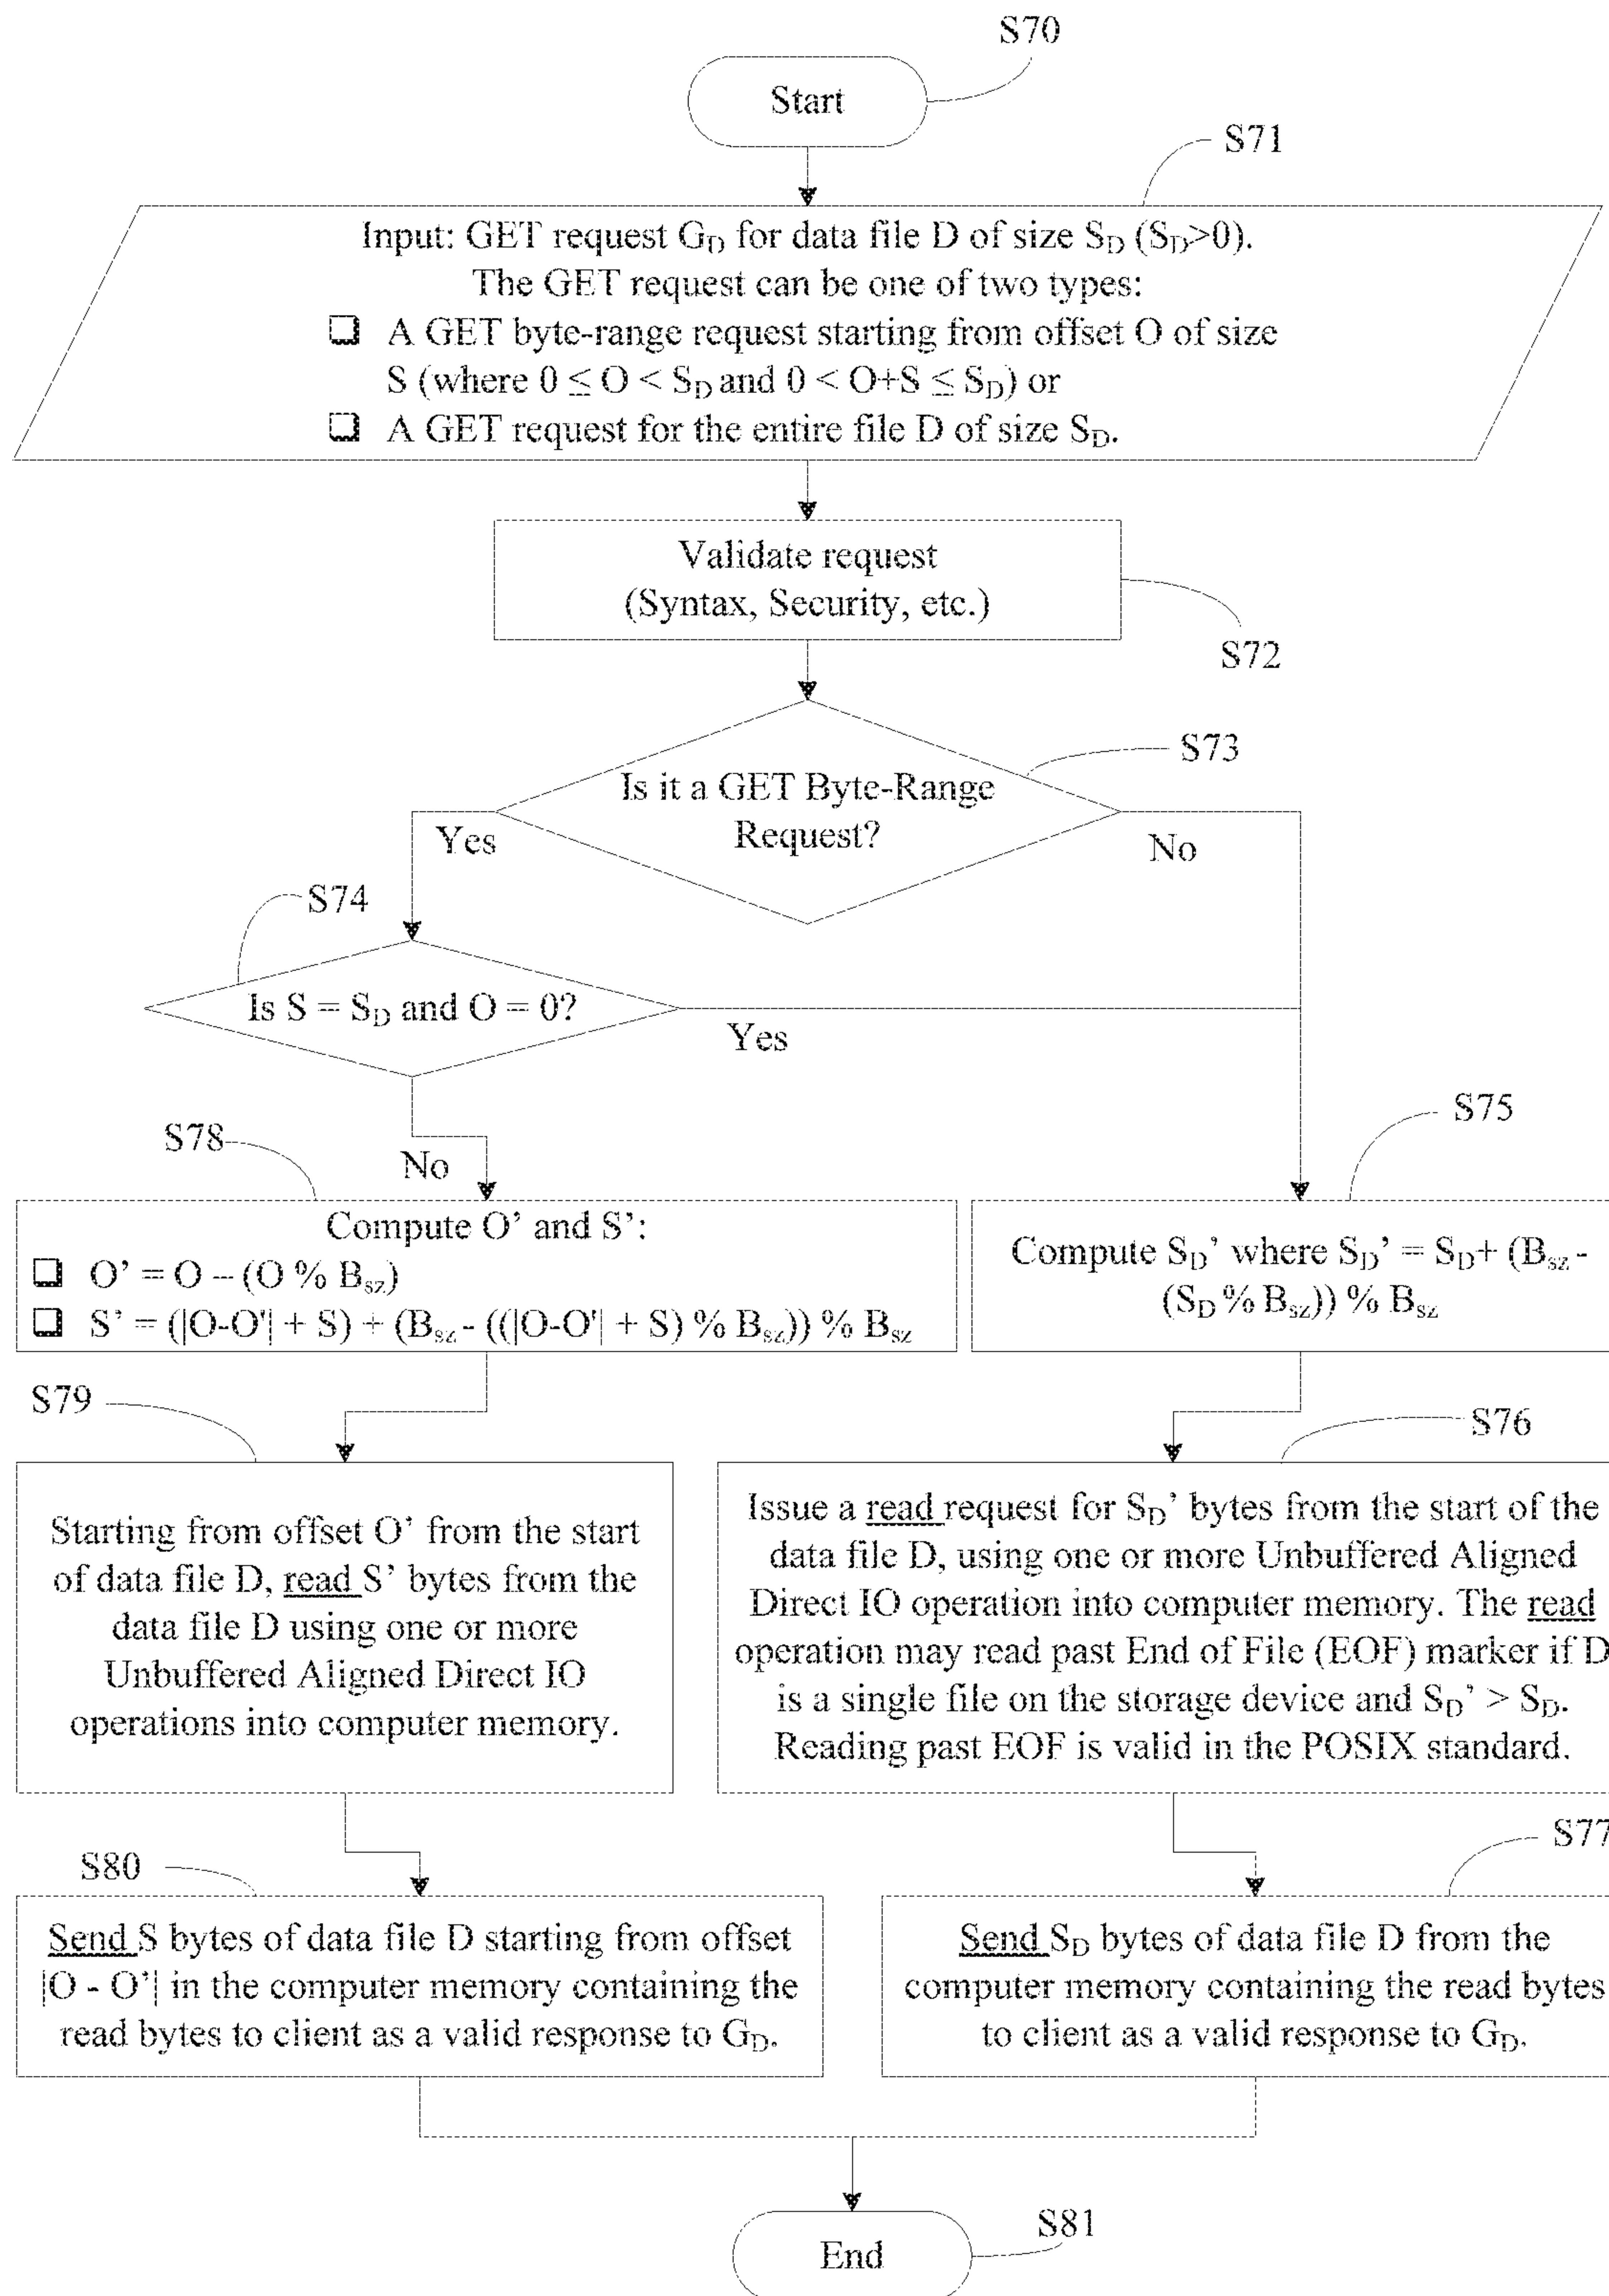 S70
Start
S71
Input: GET request G_D for data file D of size S_D (S_D>0).
The GET request can be one of two types:
❏ A GET byte-range request starting from offset O of size
S (where 0 ≤ O < S_D and 0 < O+S ≤ S_D) or
❏ A GET request for the entire file D of size S_D.
Validate request
(Syntax, Security, etc.)
S72
S73
Is it a GET Byte-Range
Request?
Yes
No
S74
Is S = S_D and O = 0?
Yes
S75
S78
No
Compute O' and S':
❏ O' = O – (O % B_sz)
❏ S' = (|O-O'| + S) + (B_sz - ((|O-O'| + S) % B_sz)) % B_sz
Compute S_D' where S_D' = S_D+ (B_sz -
(S_D % B_sz)) % B_sz
S79
S76
Starting from offset O' from the start
of data file D, read S' bytes from the
data file D using one or more
Unbuffered Aligned Direct IO
operations into computer memory.
Issue a read request for S_D' bytes from the start of the
data file D, using one or more Unbuffered Aligned
Direct IO operation into computer memory. The read
operation may read past End of File (EOF) marker if D
is a single file on the storage device and S_D' > S_D.
Reading past EOF is valid in the POSIX standard.
S77
S80
Send S bytes of data file D starting from offset
|O - O'| in the computer memory containing the
read bytes to client as a valid response to G_D.
Send S_D bytes of data file D from the
computer memory containing the read bytes
to client as a valid response to G_D.
S81
End